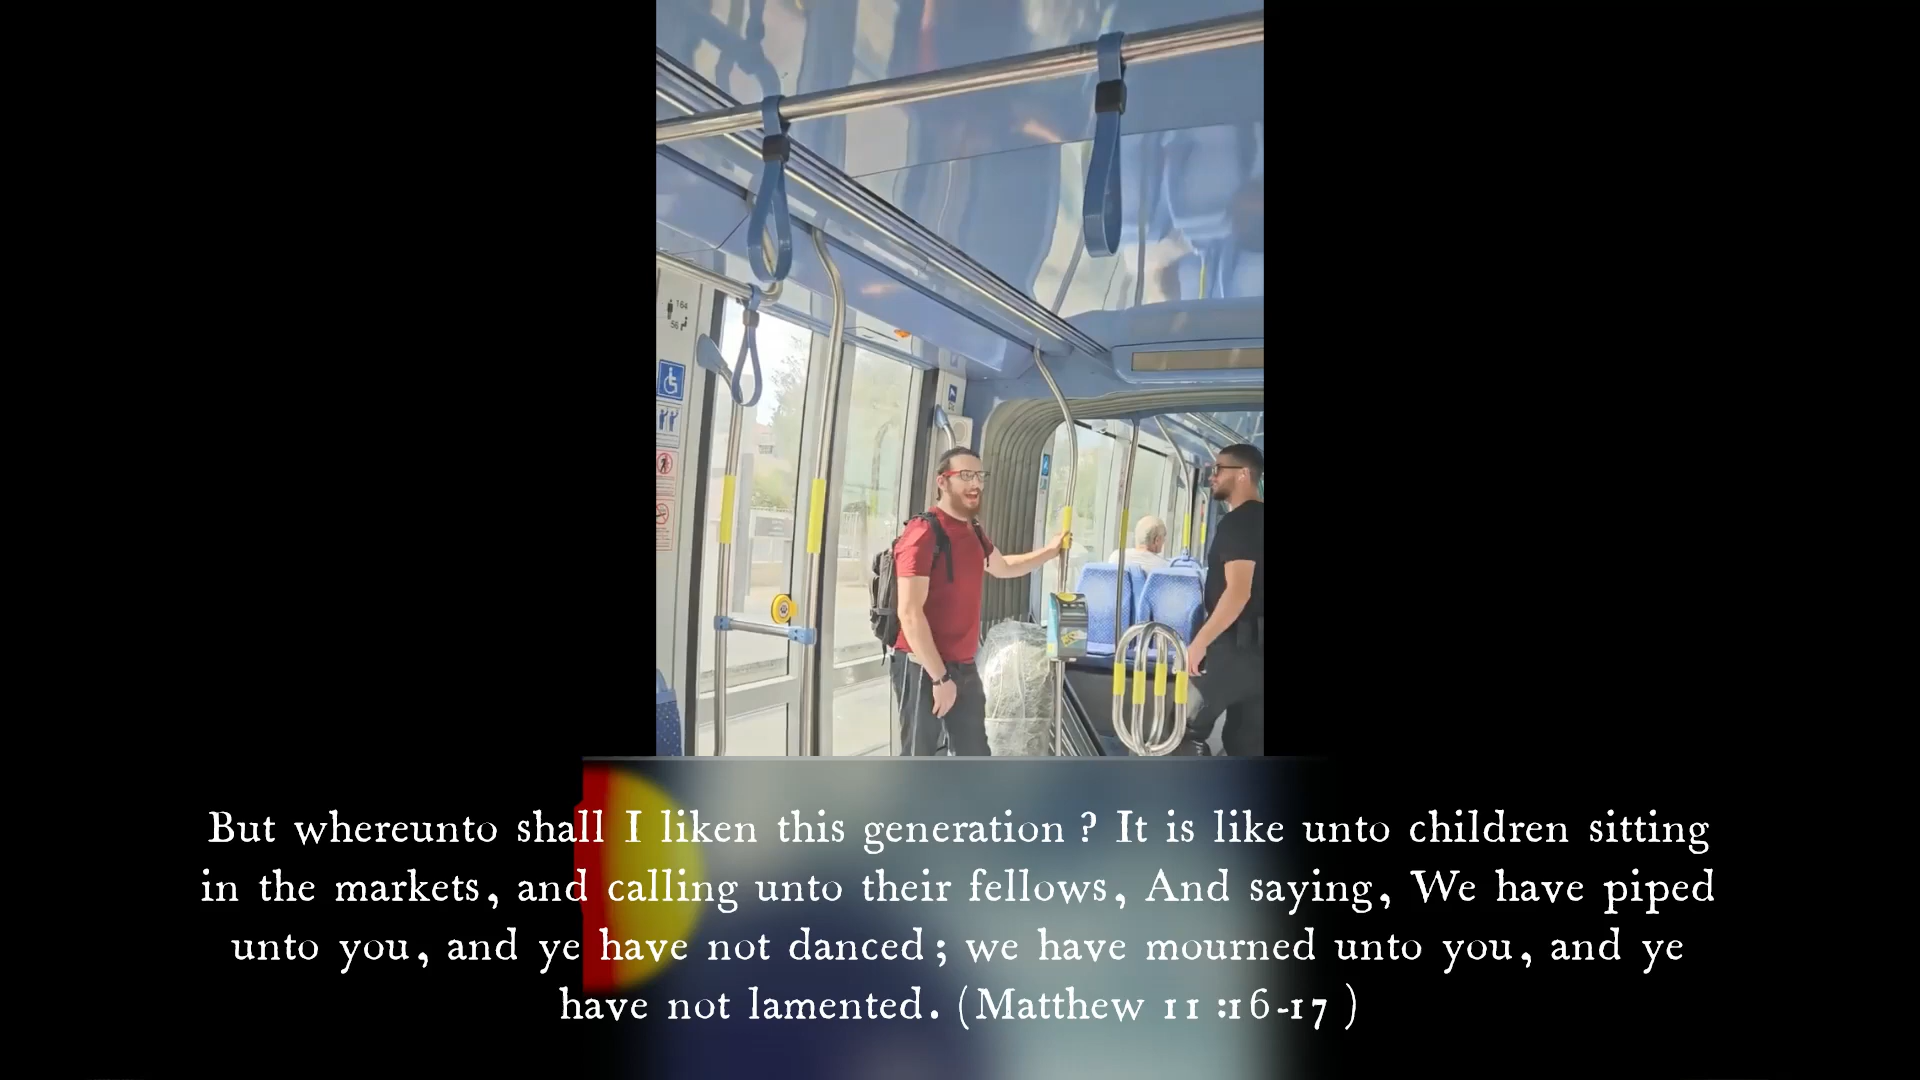 164
56
But whereunto shall I liken this generation ? It is like unto children sitting
in the markets, and calling unto their fellows, And saying, We have piped
unto you, and ye have not danced; we have mourned unto you, and ye
have not lamented. (Matthew 11 :16-17 )